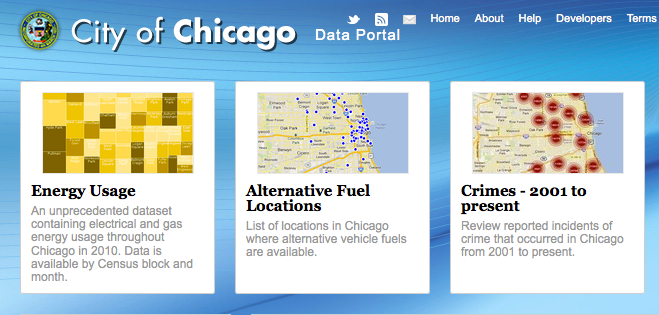 City of Chicago
Data Portal
Home About Help Developers Terms
Energy Usage
An unprecedented dataset
containing electrical and gas
energy usage throughout
Chicago in 2010. Data is
available by Census block and
month.
Alternative Fuel
Locations
List of locations in Chicago
where alternative vehicle fuels
are available.
Crimes - 2001 to
present
Review reported incidents of
crime that occurred in Chicago
from 2001 to present.